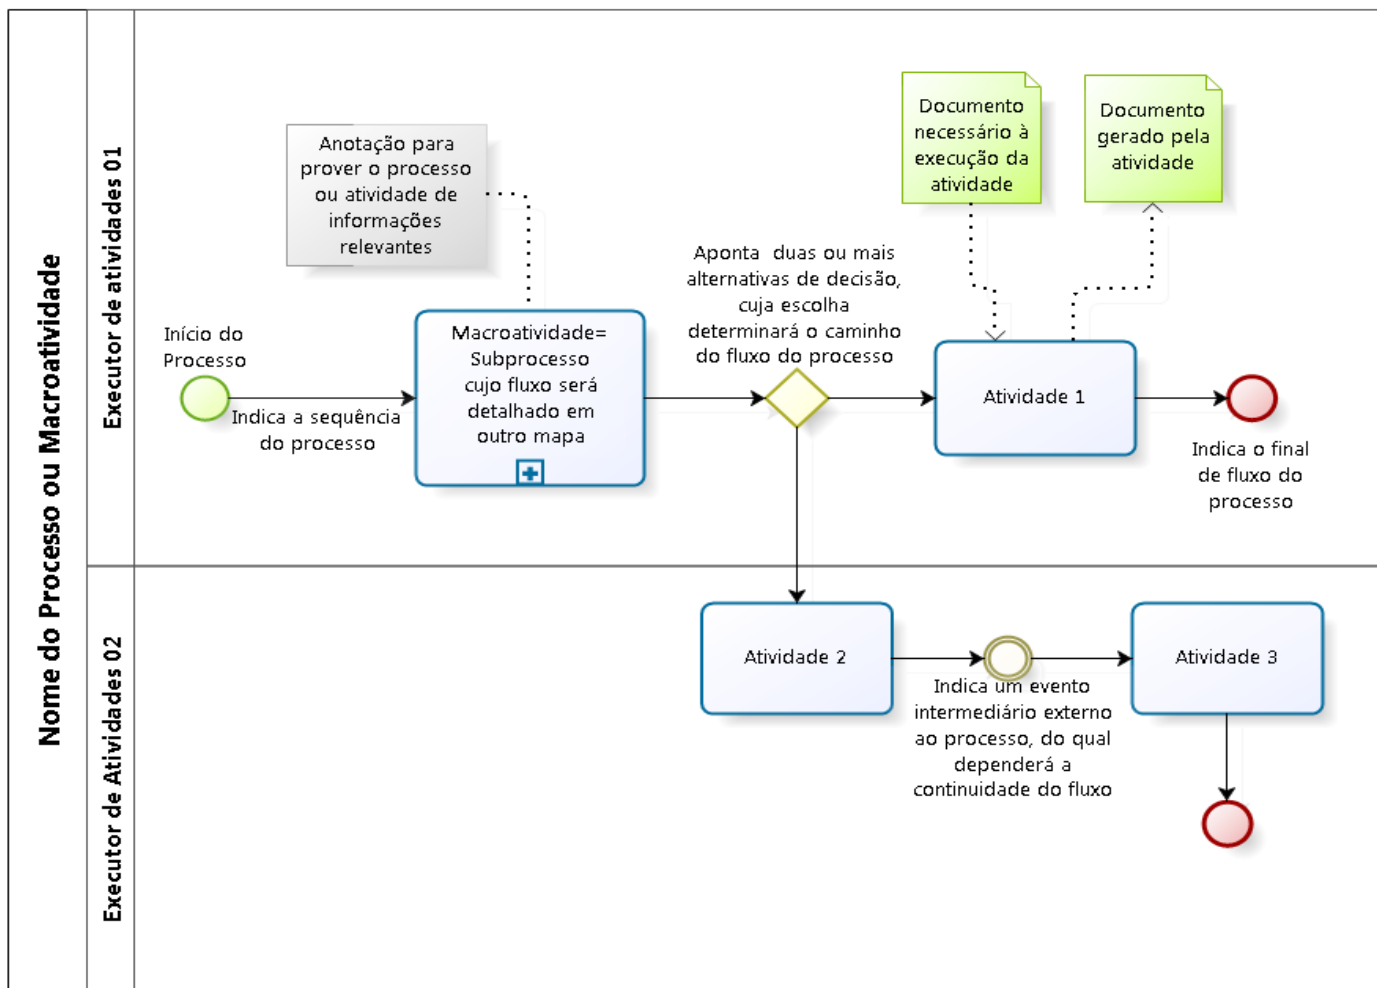 Nome do Processo ou Macroatividade
Executor de atividades 01
Anotação para
prover o processo
ou atividade de
informações
relevantes
Documento
necessário à
execução da
atividade
Documento
gerado pela
atividade
Início do
Processo
Indica a sequência
do processo
Macroatividade=
Subprocesso
cujo fluxo será
detalhado em
outro mapa
Aponta  duas ou mais
alternativas de decisão,
cuja escolha
determinará o caminho
do fluxo do processo
Atividade 1
Indica o final
de fluxo do
processo
Executor de Atividades 02
Atividade 2
Indica um evento
intermediário externo
ao processo, do qual
dependerá a
continuidade do fluxo
Atividade 3